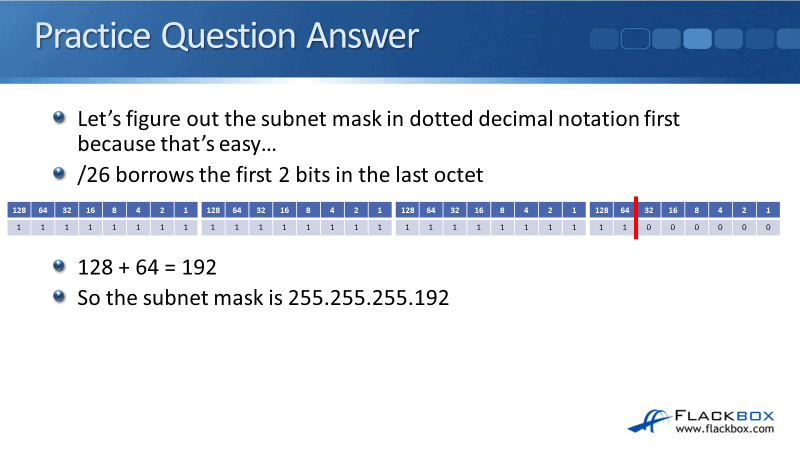 Practice Question Answer
Let’s figure out the subnet mask in dotted decimal notation first
because that’s easy…
/26 borrows the first 2 bits in the last octet
128 64 32 16 8 4 2 1 128 64 32 16 8 4 2 1 128 64 32 16 8 4 2 1 128 64 32 16 8 4 2 1
1 1 1 1 1 1 1 1 1 1 1 1 1 1 1 1 1 1 1 1 1 1 1 1 1 1 0 0 0 0 0 0
128 + 64 = 192
So the subnet mask is 255.255.255.192
FLACKBOX
www.flackbox.com